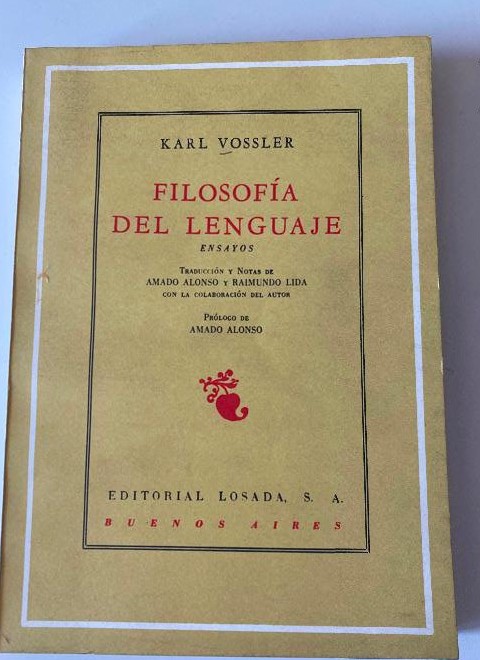 KARL VOSSLER
FILOSOFÍA
DEL LENGUAJE
ENSAYOS
TRADUCCIÓN Y NOTAS DE
AMADO ALONSO Y RAIMUNDO LIDA
CON LA COLABORACIÓN DEL AUTOR
PRÓLOGO DE
AMADO ALONSO
EDITORIAL LOSADA, S. A.
BUENOS AIRES